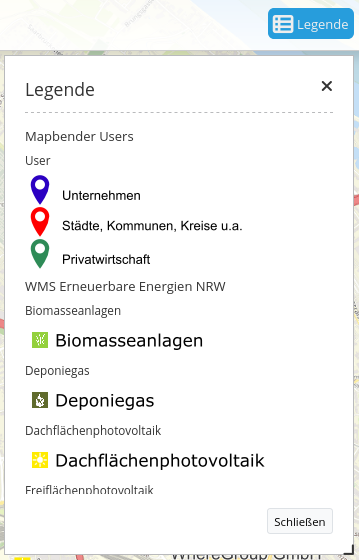 Legende
Legende
Mapbender Users
User
Unternehmen
Städte, Kommunen, Kreise u.a.
Privatwirtschaft
WMS Erneuerbare Energien NRW
Biomasseanlagen
Biomasseanlagen
Deponiegas
Deponiegas
Dachflächenphotovoltaik
Dachflächenphotovoltaik
Freiflächenphotovoltaik
Schließen
WhereGroup GmbH